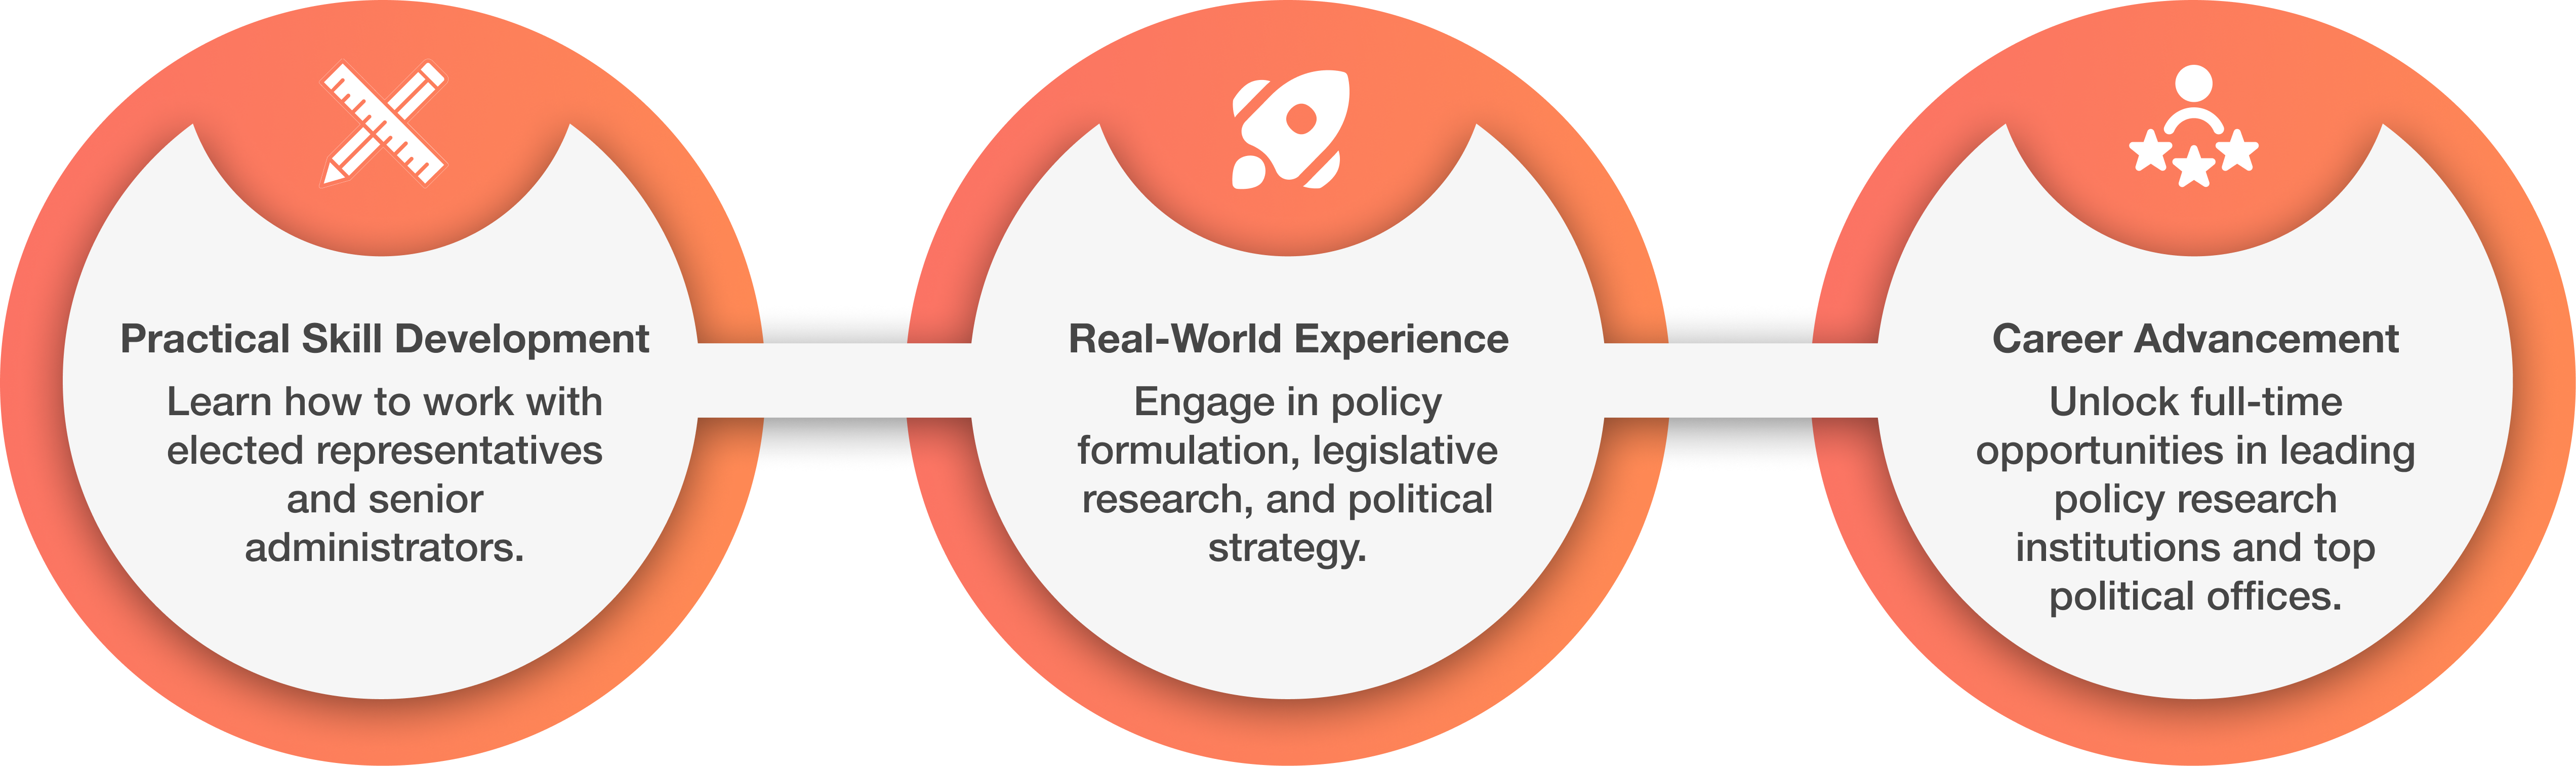 Practical Skill Development
Learn how to work with
elected representatives
and senior
administrators.
Real-World Experience
Engage in policy
formulation, legislative
research, and political
strategy.
Career Advancement
Unlock full-time
opportunities in leading
policy research
institutions and top
political offices.